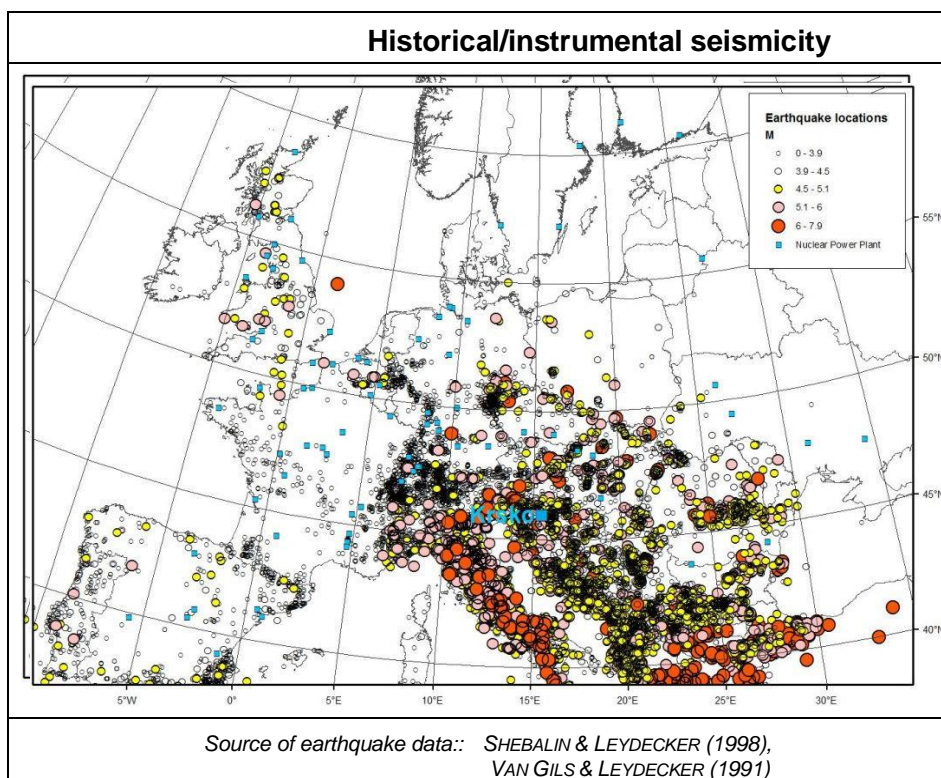 Historical/instrumental seismicity
Earthquake locations
M
0 - 3.9
3.9 - 4.5
4.5 - 5.1
5.1 - 6
6 - 7.9
Nuclear Power Plant
55°N
50°N
45°N
40°N
Krsko
5°W
0°
5°E
10°E
15°E
20°E
25°E
30°E
Source of earthquake data:: SHEBALIN & LEYDECKER (1998),
VAN GILS & LEYDECKER (1991)